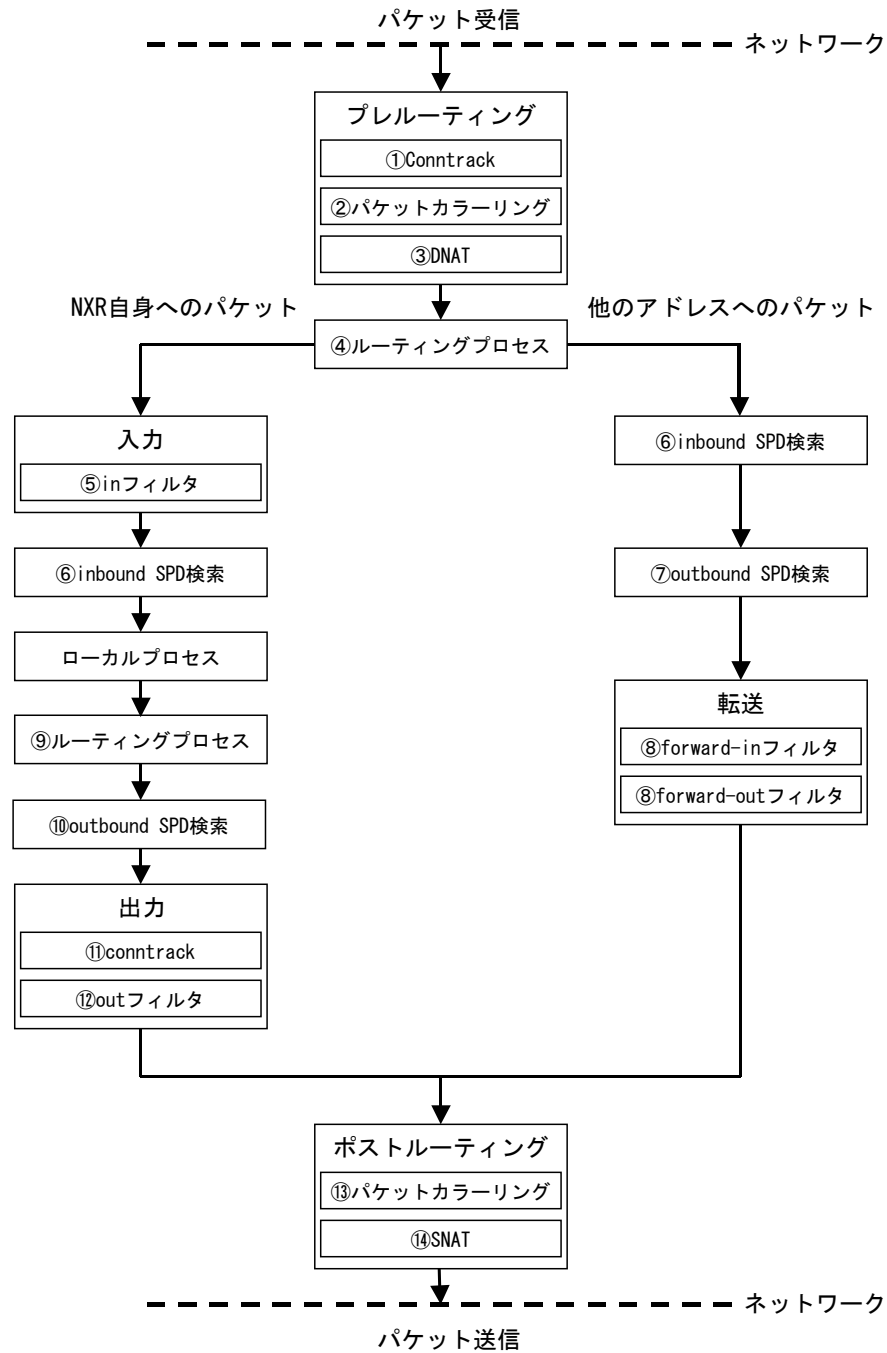 パケット受信
ネットワーク
プレルーティング
①Conntrack
②パケットカラーリング
③DNAT
NXR自身へのパケット
他のアドレスへのパケット
④ルーティングプロセス
入力
⑤inフィルタ
⑥inbound SPD検索
ローカルプロセス
⑨ルーティングプロセス
⑩outbound SPD検索
出力
⑪conntrack
⑫outフィルタ
⑥inbound SPD検索
⑦outbound SPD検索
転送
⑧forward-inフィルタ
⑧forward-outフィルタ
ポストルーティング
⑬パケットカラーリング
⑭SNAT
ネットワーク
パケット送信